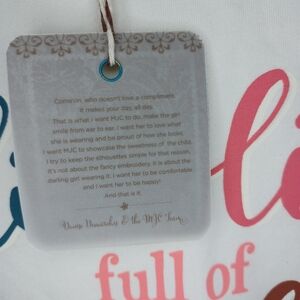 Comeon, who doesn't love a compliment.
It makes your day, all day.
That is what I want MJC to do, make the girl
smile from ear to ear. I want her to love what
she is wearing and be proud of how she looks.
I want MJC to showcase the sweetness of the child.
I try to keep the silhouettes simple for that reason.
It's not about the fancy embroidery. It is about the
darling girl wearing it. I want her to be comfortable
and I want her to be happy!
And that is it.
& the MJC Team
li
full of